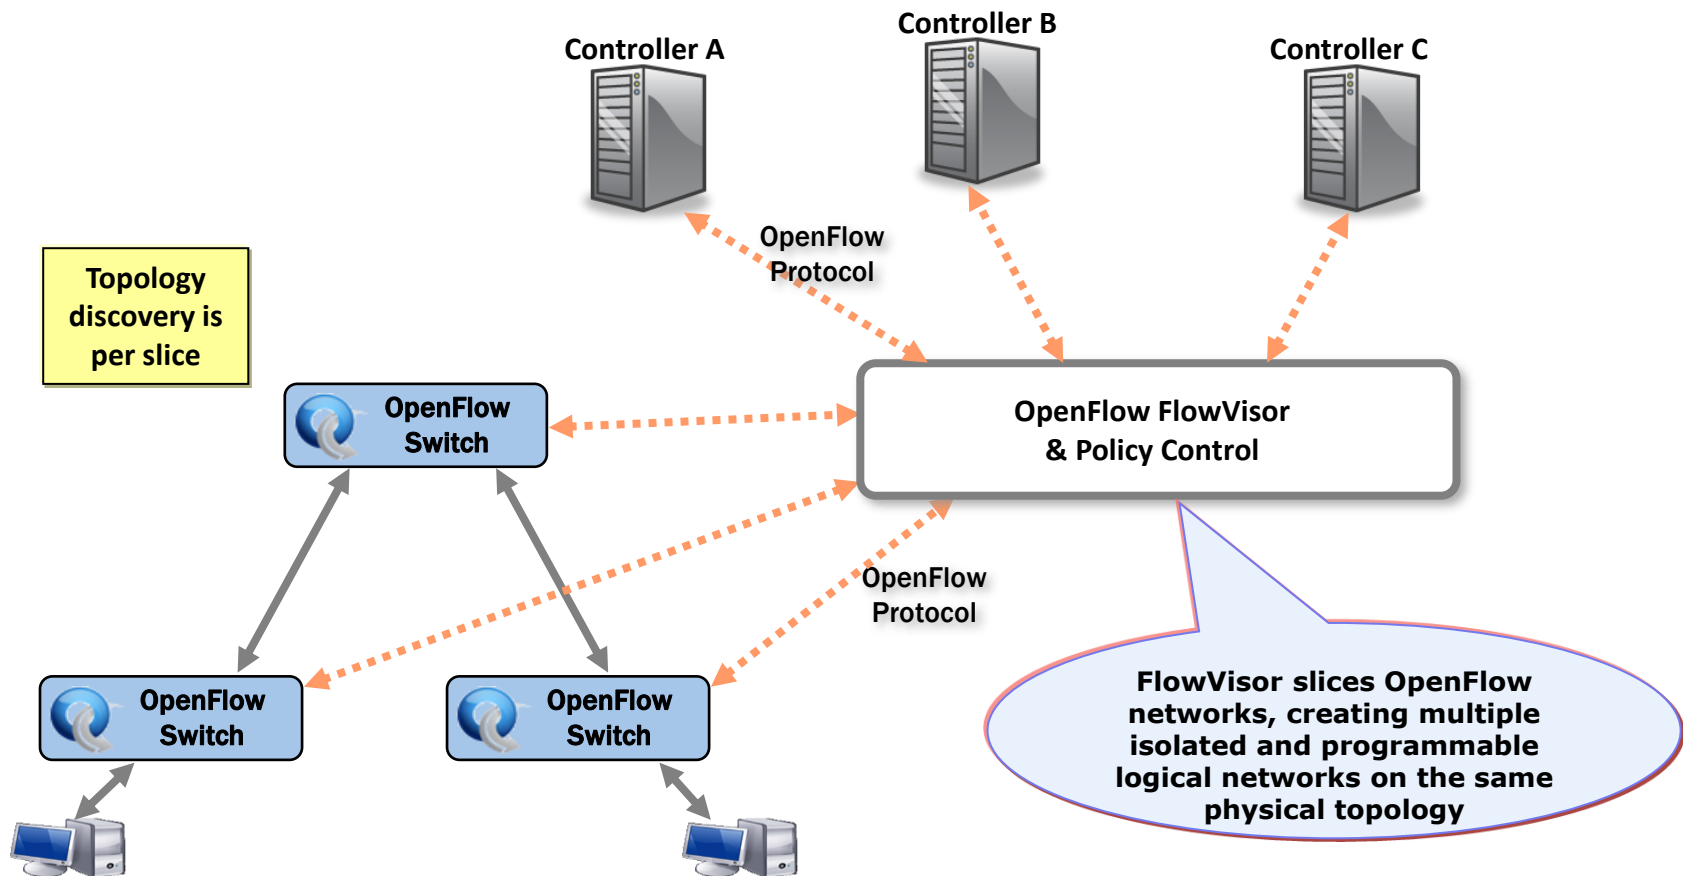 Controller A
Controller B
Controller C
OpenFlow
Protocol
Topology
discovery is
per slice
OpenFlow
Switch
OpenFlow FlowVisor
& Policy Control
OpenFlow
Protocol
OpenFlow
Switch
OpenFlow
Switch
FlowVisor slices OpenFlow
networks, creating multiple
isolated and programmable
logical networks on the same
physical topology